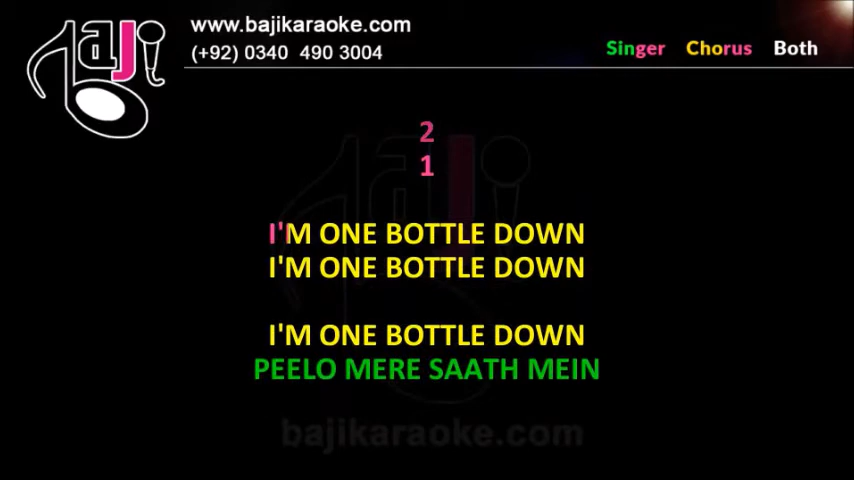 Baji
www.bajikaraoke.com
(+92) 0340 490 3004
Singer Chorus Both
2
1
I'M ONE BOTTLE DOWN
I'M ONE BOTTLE DOWN
I'M ONE BOTTLE DOWN
PEELO MERE SAATH MEIN
bajikaraoke.com